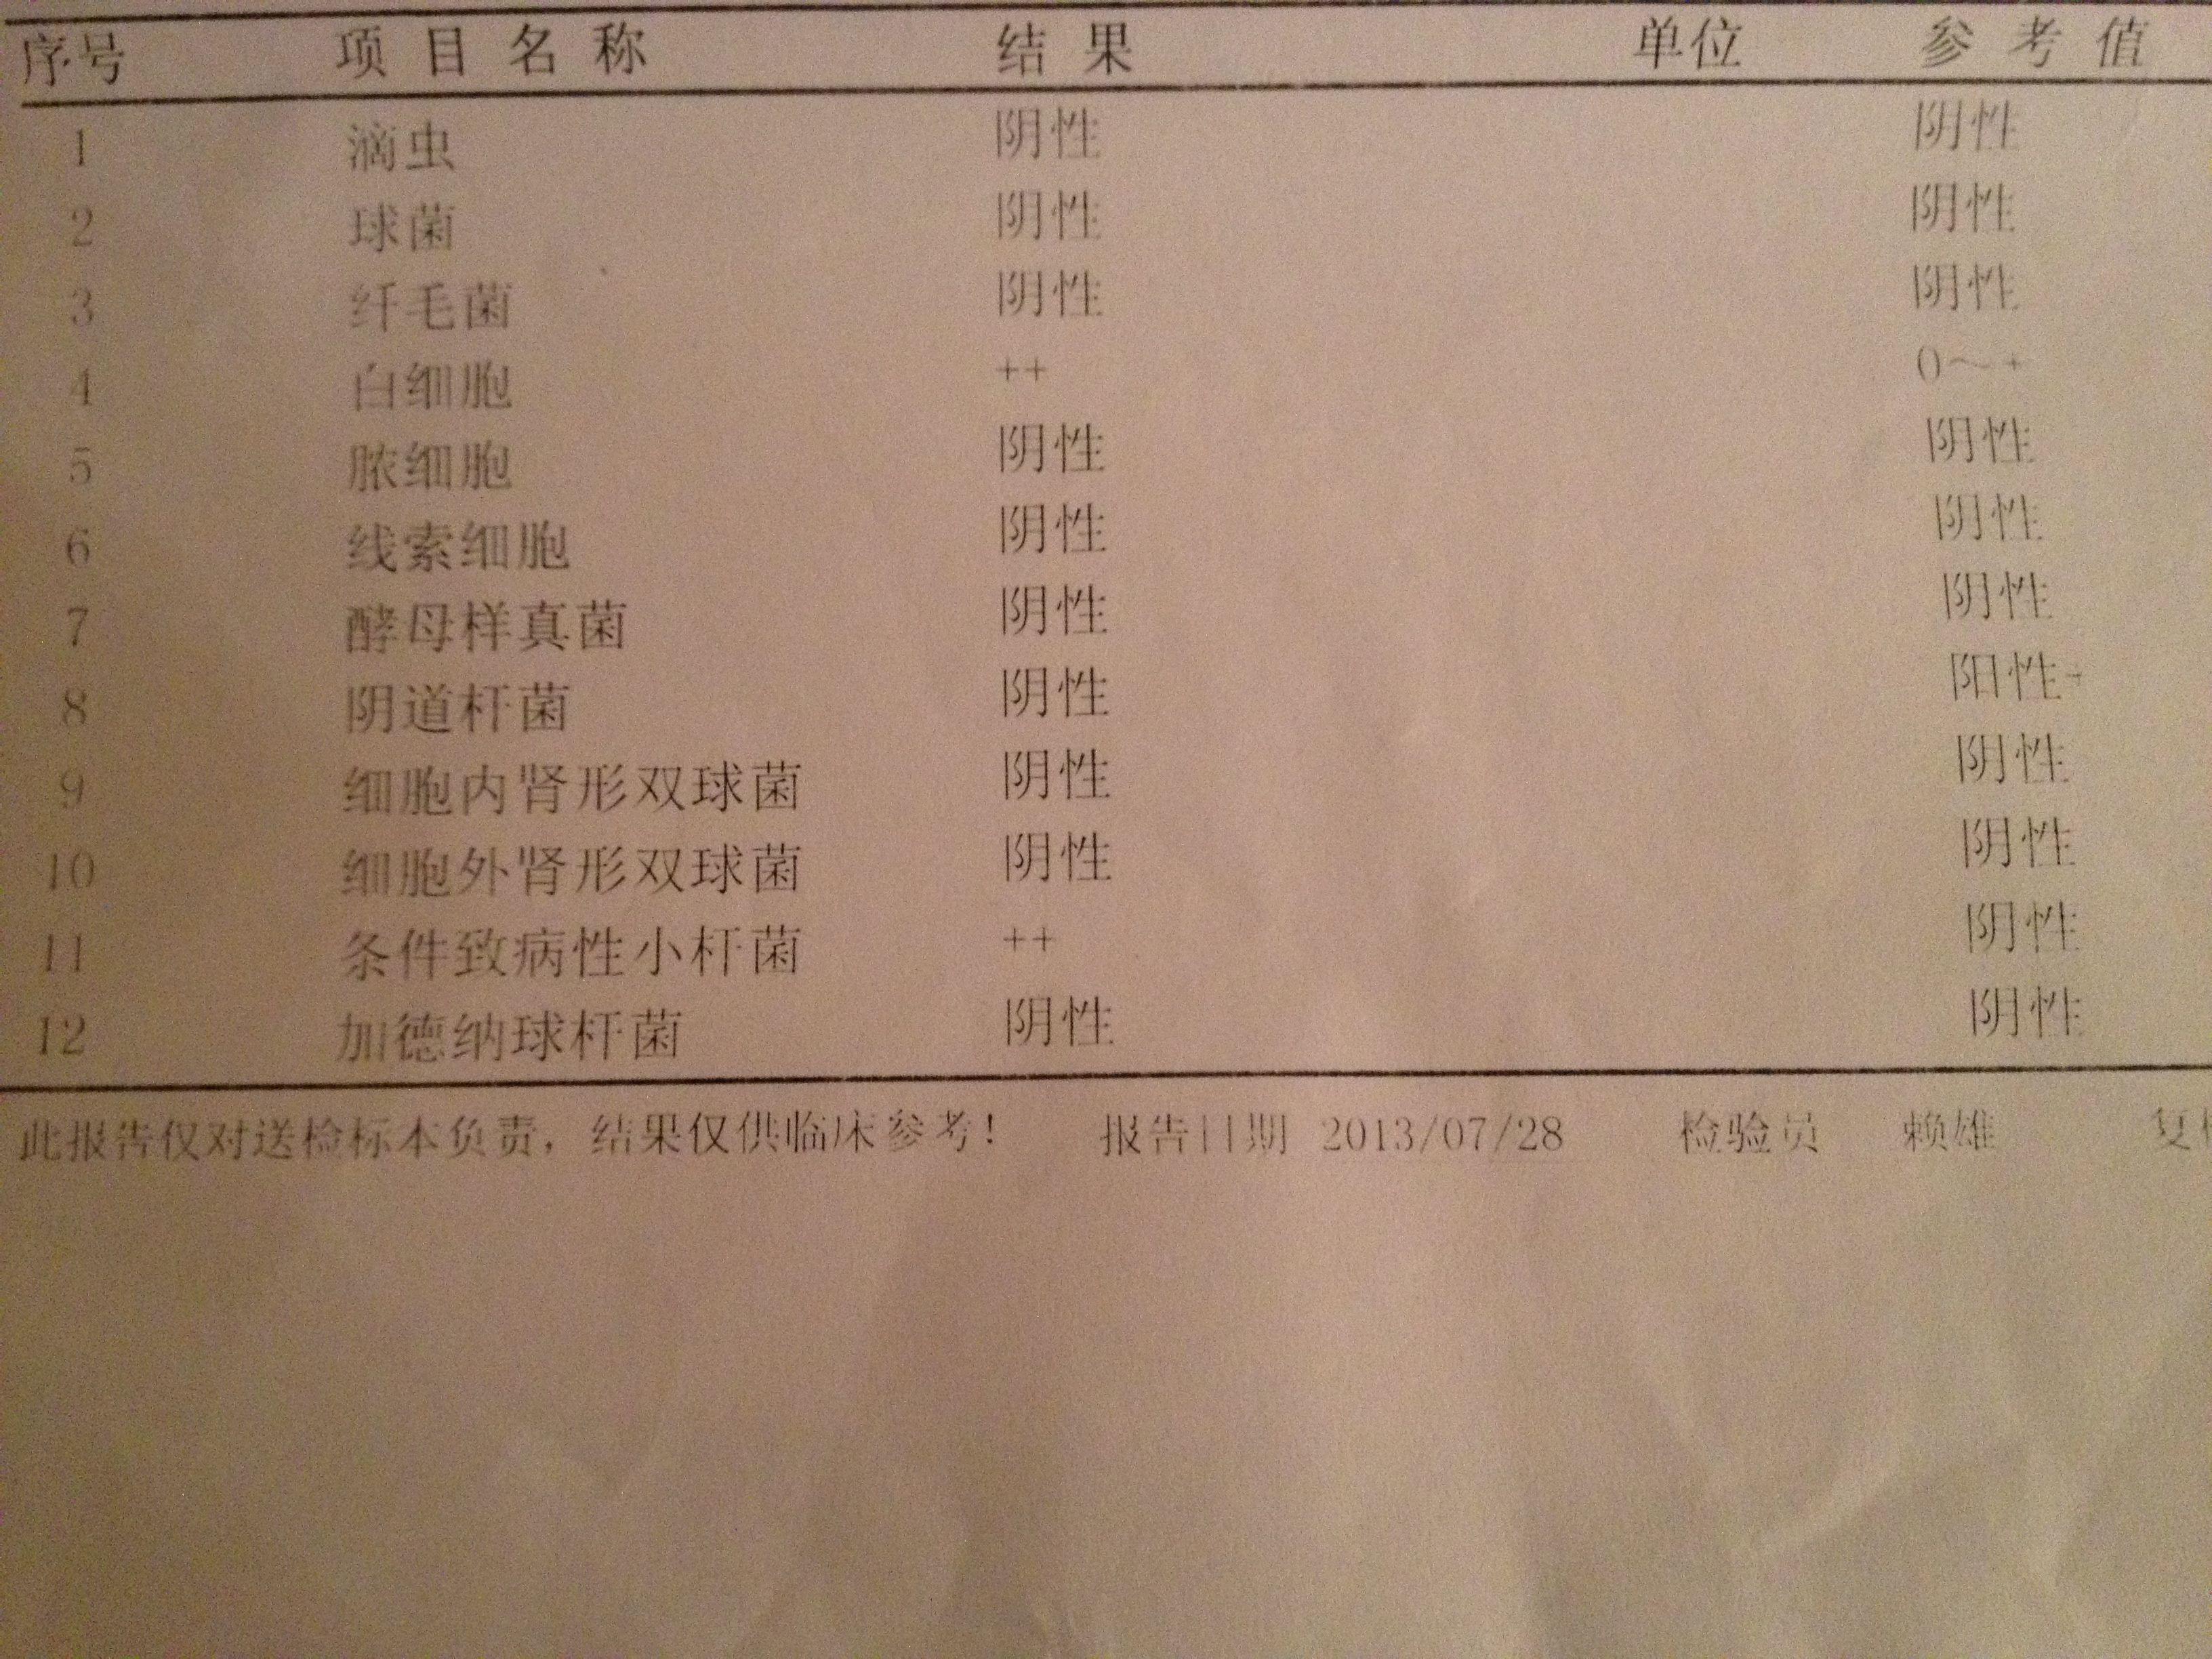 序号 项目名称 结果 单位 参考值
1 滴虫 阴性 阴性
2 球菌 阴性 阴性
3 纤毛菌 阴性 阴性
4 白细胞 ++ 0～+
5 脓细胞 阴性 阴性
6 线索细胞 阴性 阴性
7 酵母样真菌 阴性 阴性
8 阴道杆菌 阴性 阳性+
9 细胞内肾形双球菌 阴性 阴性
10 细胞外肾形双球菌 阴性 阴性
11 条件致病性小杆菌 ++ 阴性
12 加德纳球杆菌 阴性 阴性
此报告仅对送检标本负责，结果仅供临床参考！ 报告日期 2013/07/28 检验员 赖雄 复